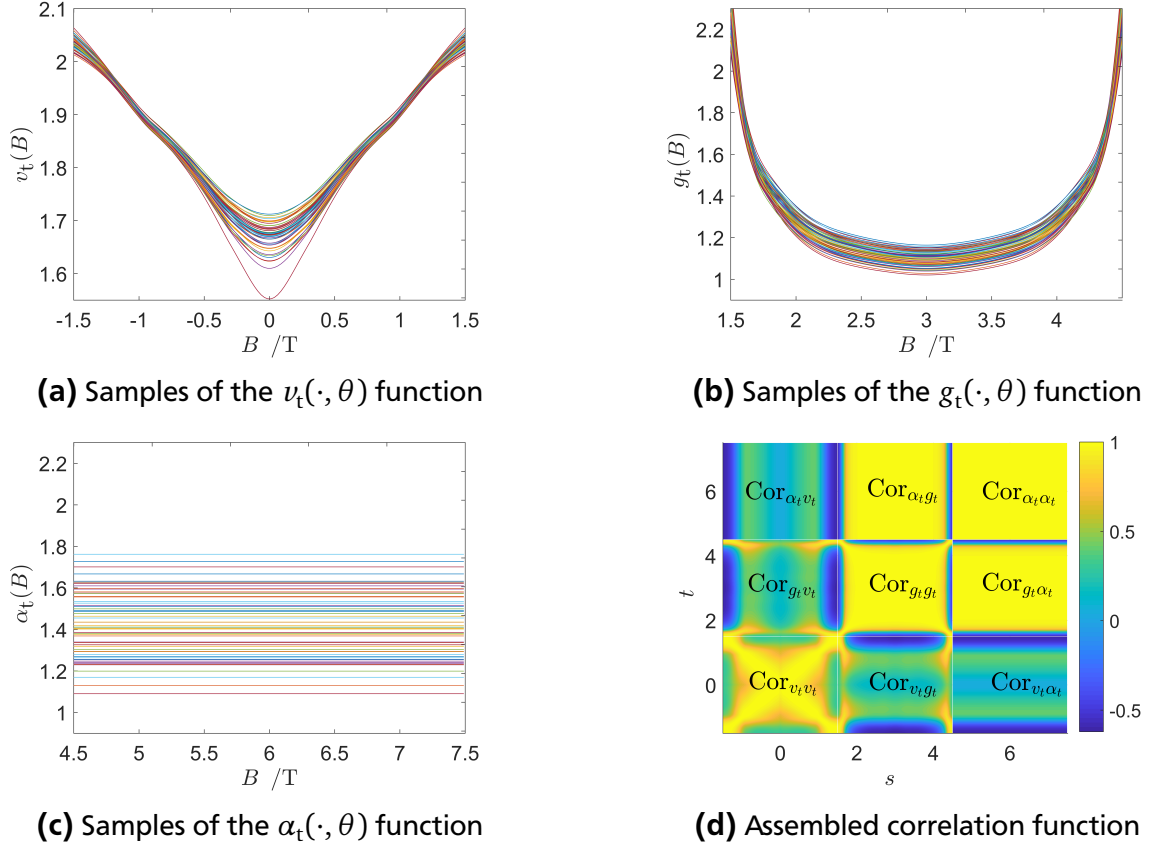 2.1
2
1.9
1.8
1.7
1.6
v_t(B)
-1.5 -1 -0.5 0 0.5 1 1.5
B /T
(a) Samples of the v_t(·, θ) function
2.2
2
1.8
1.6
1.4
1.2
1
g_t(B)
1.5 2 2.5 3 3.5 4
B /T
(b) Samples of the g_t(·, θ) function
2.2
2
1.8
1.6
1.4
1.2
1
α_t(B)
4.5 5 5.5 6 6.5 7 7.5
B /T
(c) Samples of the α_t(·, θ) function
Cor_{α_t v_t} Cor_{α_t g_t} Cor_{α_t α_t}
Cor_{g_t v_t} Cor_{g_t g_t} Cor_{g_t α_t}
Cor_{v_t v_t} Cor_{v_t g_t} Cor_{v_t α_t}
6
4
2
0
t
0 2 4 6
s
1
0.5
0
-0.5
(d) Assembled correlation function